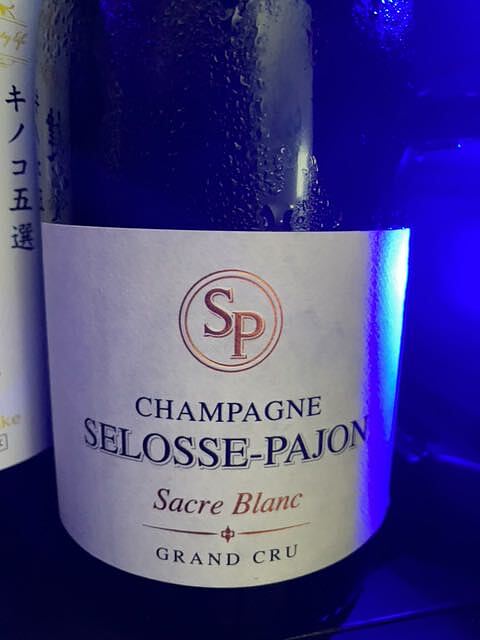 キノコ五選
SP
CHAMPAGNE
SELOSSE-PAJON
Sacre Blanc
GRAND CRU